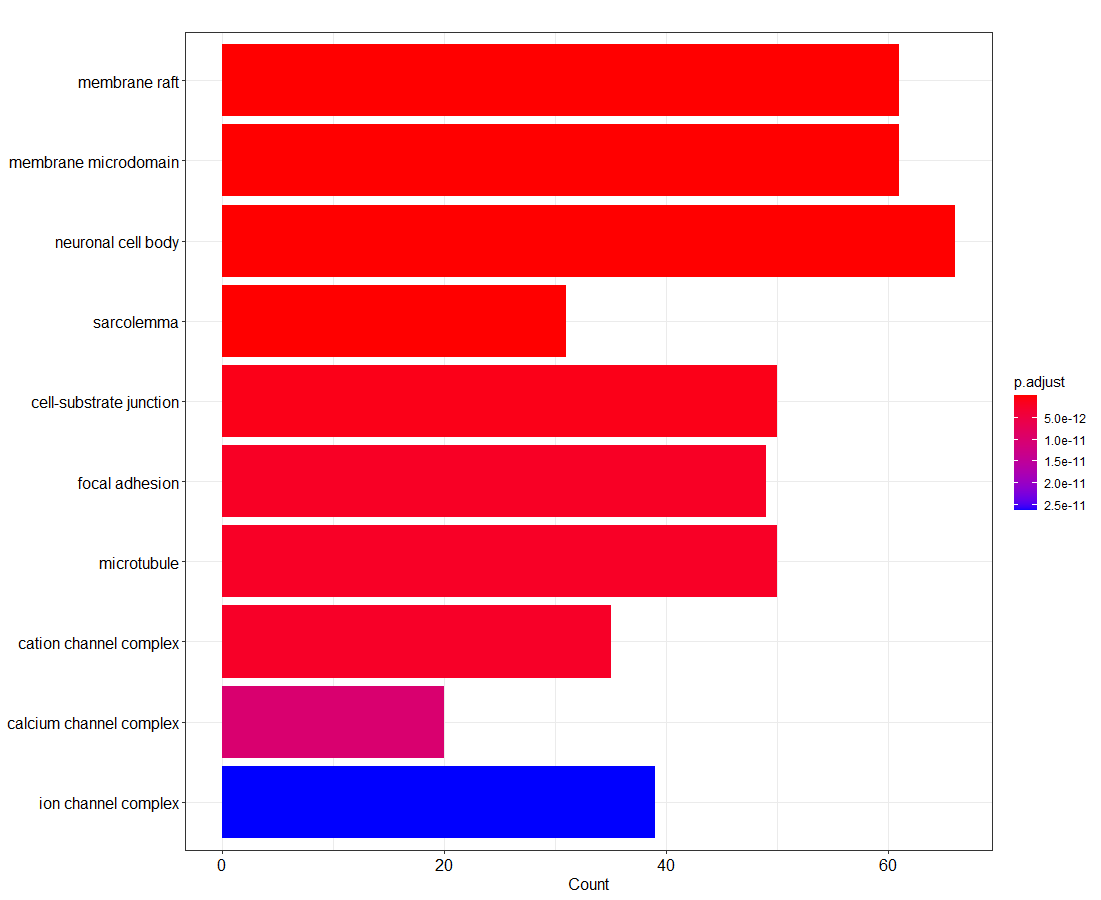 membrane raft
membrane microdomain
neuronal cell body
sarcolemma
cell-substrate junction
focal adhesion
microtubule
cation channel complex
calcium channel complex
ion channel complex
0 20 40 60
Count
p.adjust
5.0e-12
1.0e-11
1.5e-11
2.0e-11
2.5e-11